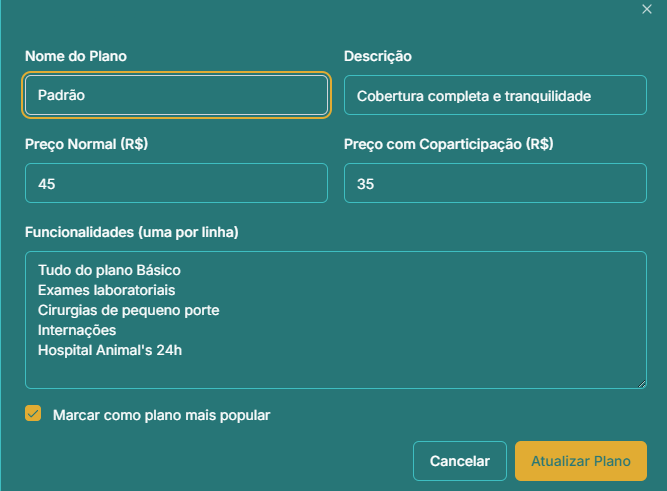 Nome do Plano
Descrição
Padrão
Cobertura completa e tranquilidade
Preço Normal (R$)
Preço com Coparticipação (R$)
45
35
Funcionalidades (uma por linha)
Tudo do plano Básico
Exames laboratoriais
Cirurgias de pequeno porte
Internações
Hospital Animal's 24h
Marcar como plano mais popular
Cancelar
Atualizar Plano